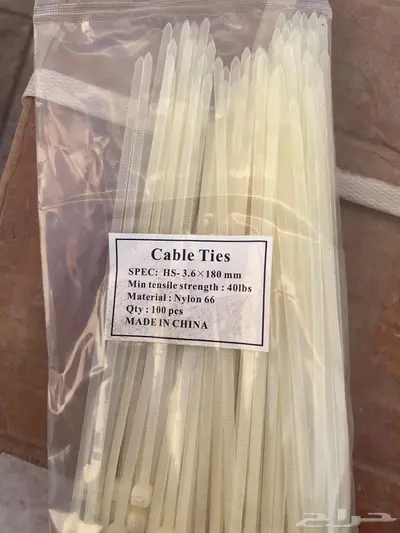 Cable Ties
SPEC: HS- 3.6×180 mm
Min tensile strength : 40lbs
Material : Nylon 66
Qty : 100 pcs
MADE IN CHINA
حراج